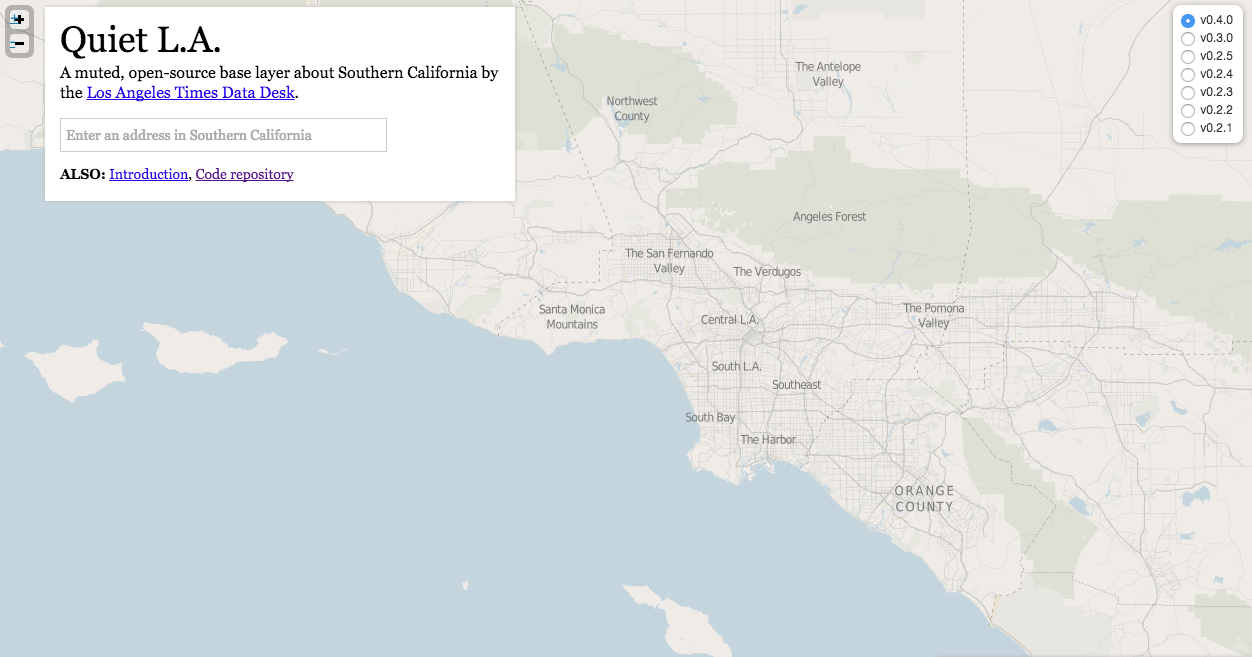 Quiet L.A.
A muted, open-source base layer about Southern California by
the Los Angeles Times Data Desk.
Enter an address in Southern California
ALSO: Introduction, Code repository
v0.4.0
v0.3.0
v0.2.5
v0.2.4
v0.2.3
v0.2.2
v0.2.1
The Antelope
Valley
Northwest
County
Angeles Forest
The San Fernando
Valley
The Verdugos
Santa Monica
Mountains
Central L.A.
The Pomona
Valley
South L.A.
Southeast
South Bay
The Harbor
ORANGE
COUNTY